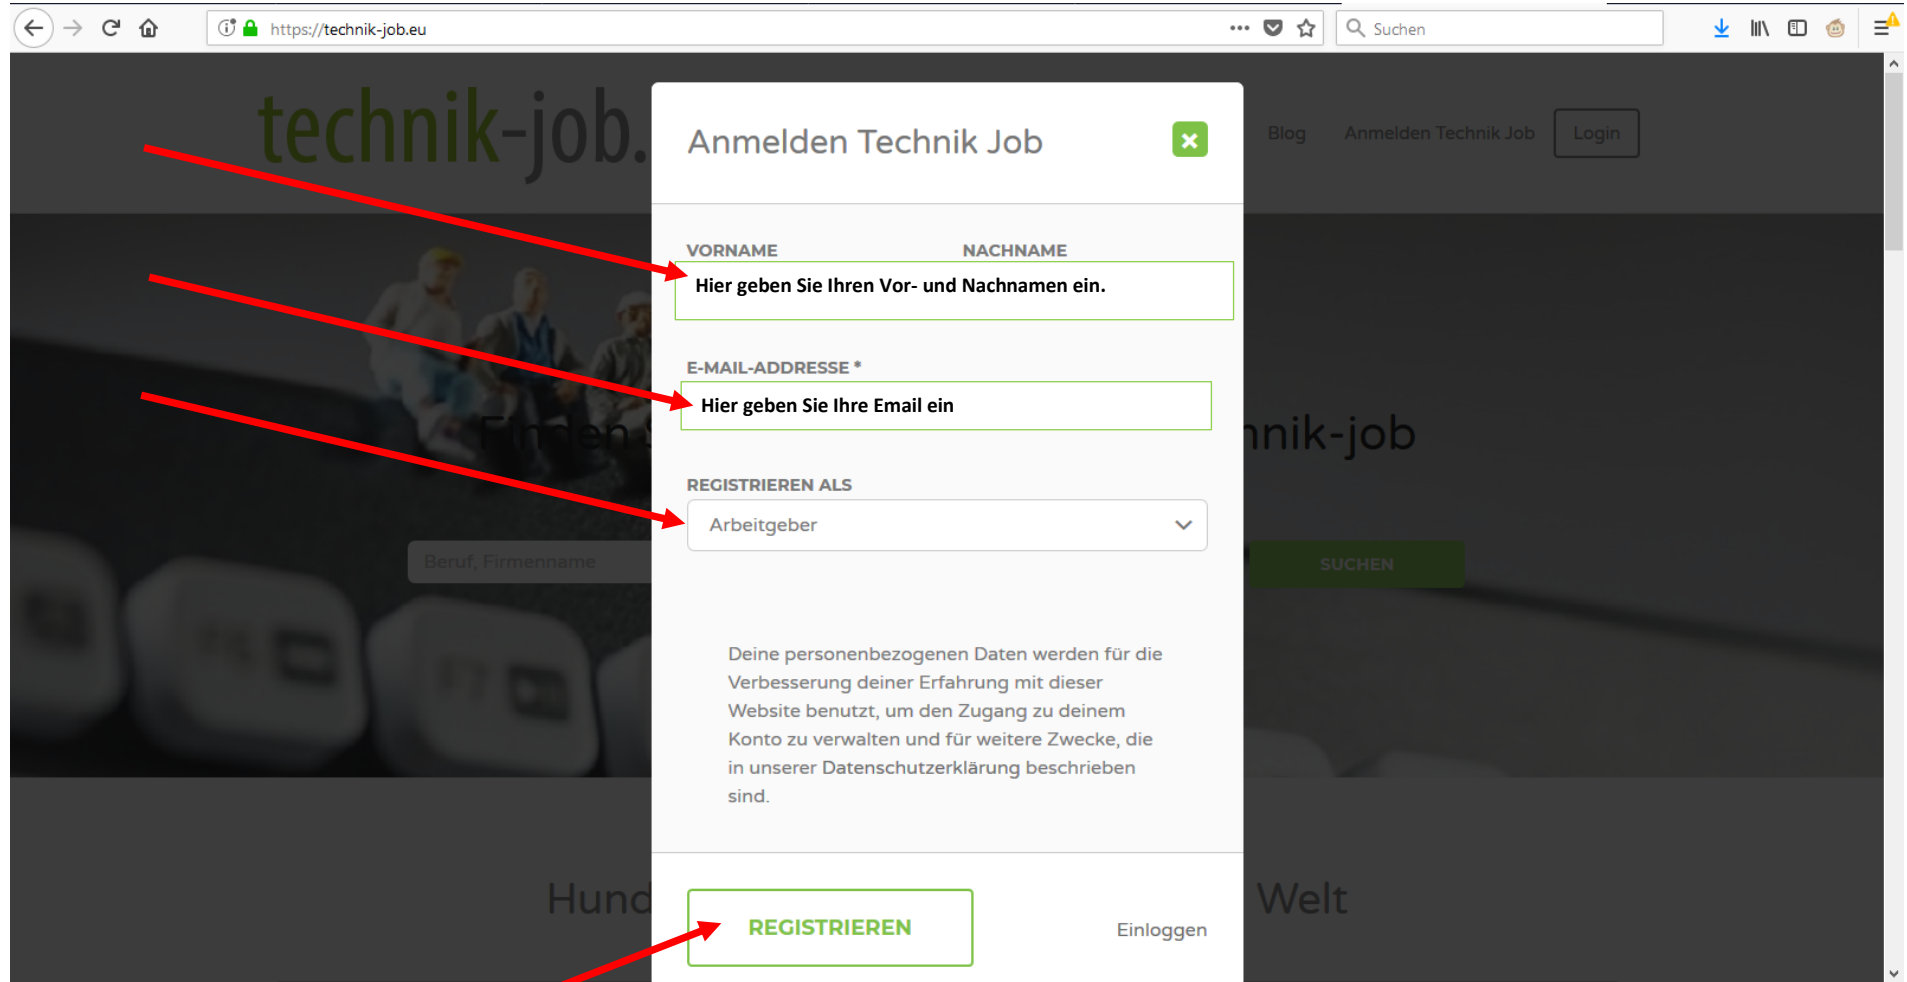 https://technik-job.eu
Suchen
technik-job.
Blog
Anmelden Technik Job
Login
Anmelden Technik Job
VORNAME
NACHNAME
Hier geben Sie Ihren Vor- und Nachnamen ein.
E-MAIL-ADDRESSE *
Hier geben Sie Ihre Email ein
Finden S
hnik-job
REGISTRIEREN ALS
Arbeitgeber
Beruf, Firmenname
SUCHEN
Deine personenbezogenen Daten werden für die
Verbesserung deiner Erfahrung mit dieser
Website benutzt, um den Zugang zu deinem
Konto zu verwalten und für weitere Zwecke, die
in unserer Datenschutzerklärung beschrieben
sind.
Hund
Welt
REGISTRIEREN
Einloggen